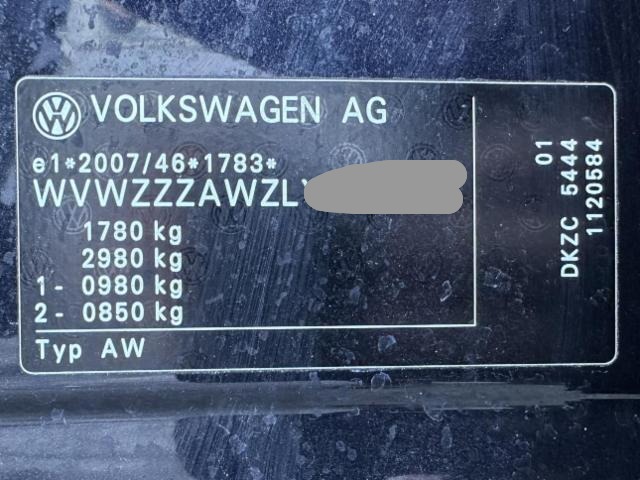 VOLKSWAGEN AG
e1*2007/46*1783*
WVWZZZAWZL
1780 kg
2980 kg
1- 0980 kg
2- 0850 kg
Typ AW
01
DKZC 5444
1120584